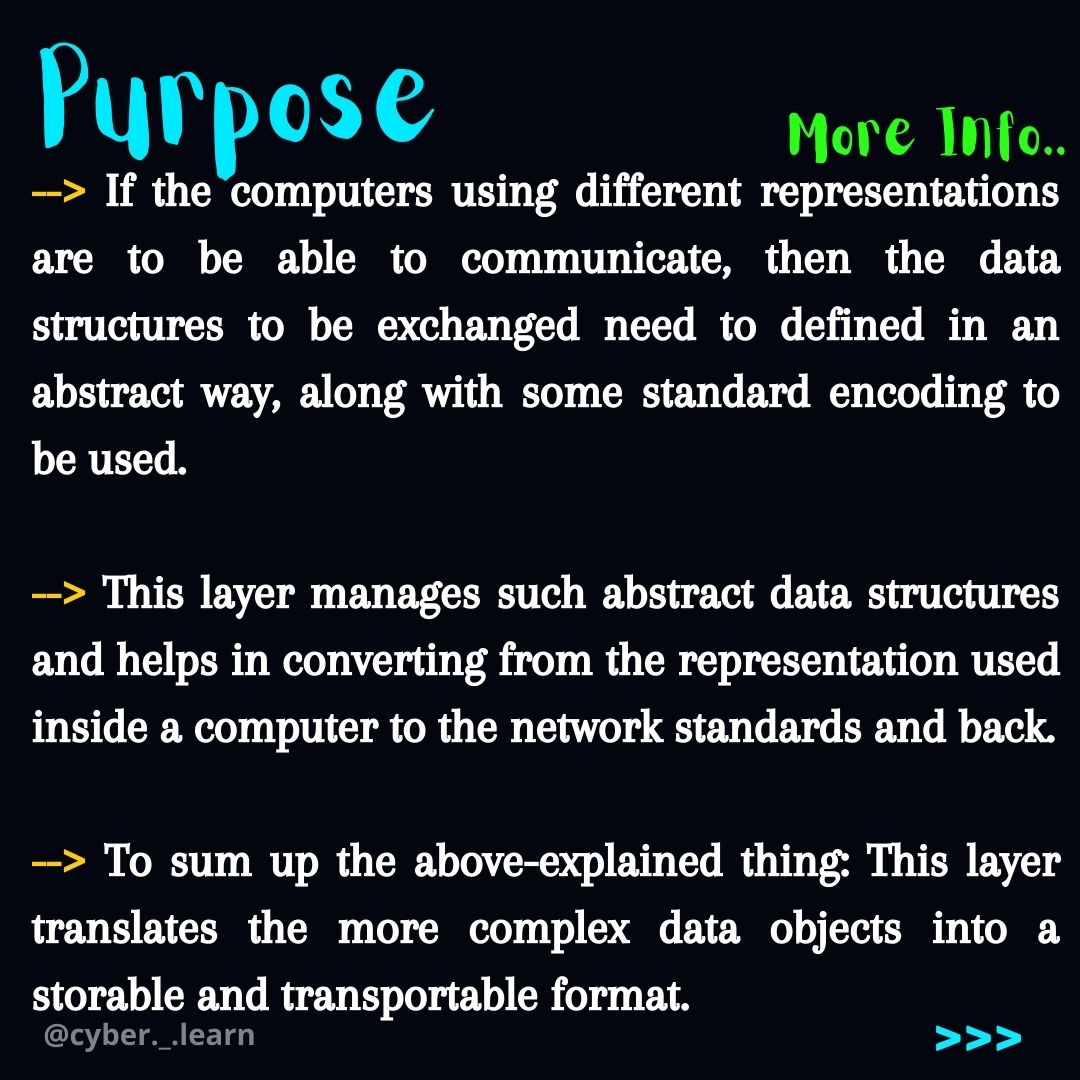 Purpose
More Info..
--> If the computers using different representations
are to be able to communicate, then the data
structures to be exchanged need to defined in an
abstract way, along with some standard encoding to
be used.
--> This layer manages such abstract data structures
and helps in converting from the representation used
inside a computer to the network standards and back.
--> To sum up the above-explained thing: This layer
translates the more complex data objects into a
storable and transportable format.
@cyber._.learn
>>>